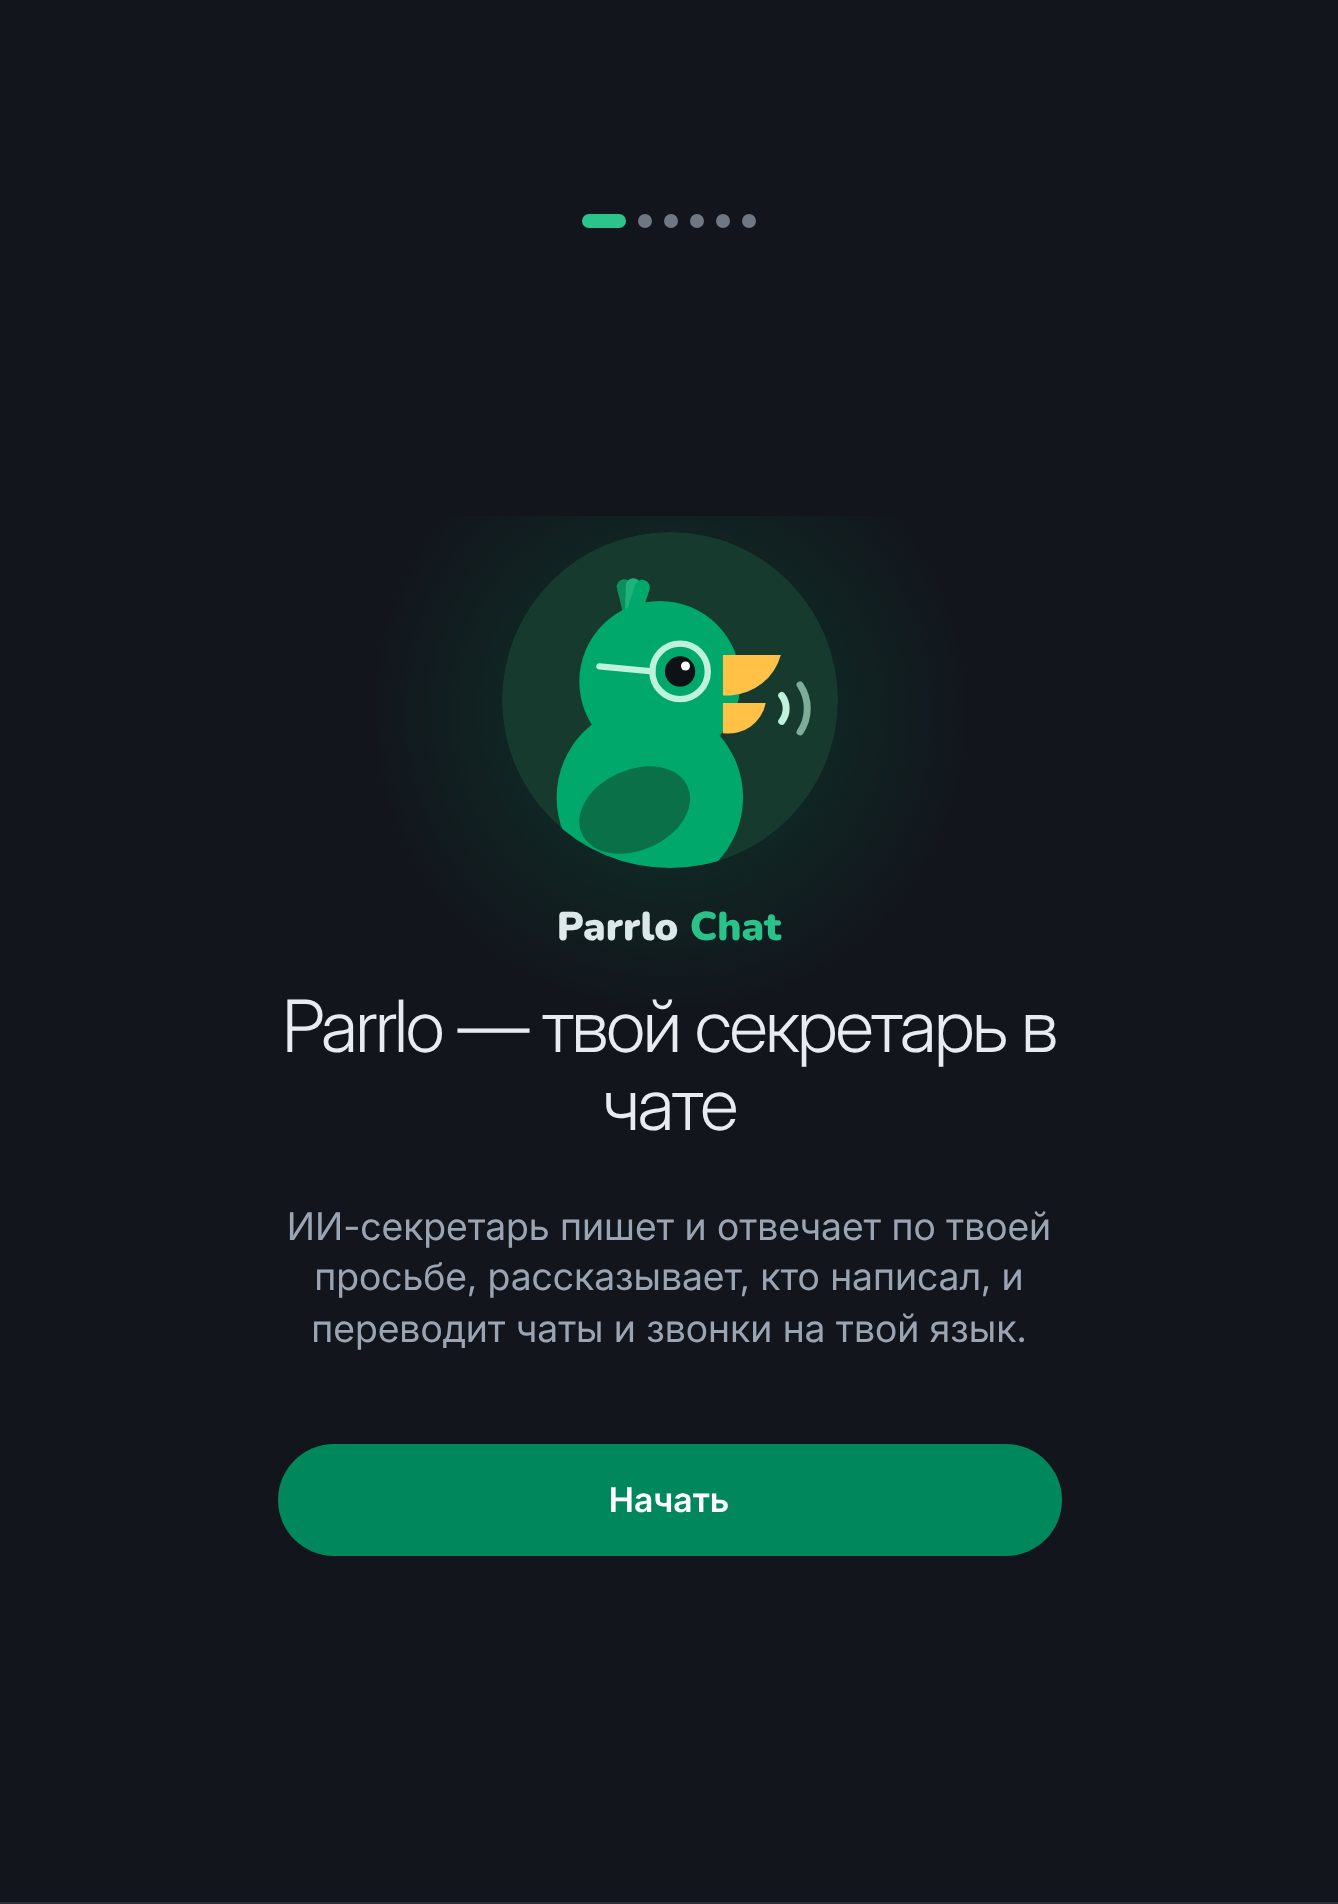 Parrlo Chat
Parrlo — твой секретарь в
чате
ИИ-секретарь пишет и отвечает по твоей
просьбе, рассказывает, кто написал, и
переводит чаты и звонки на твой язык.
Начать